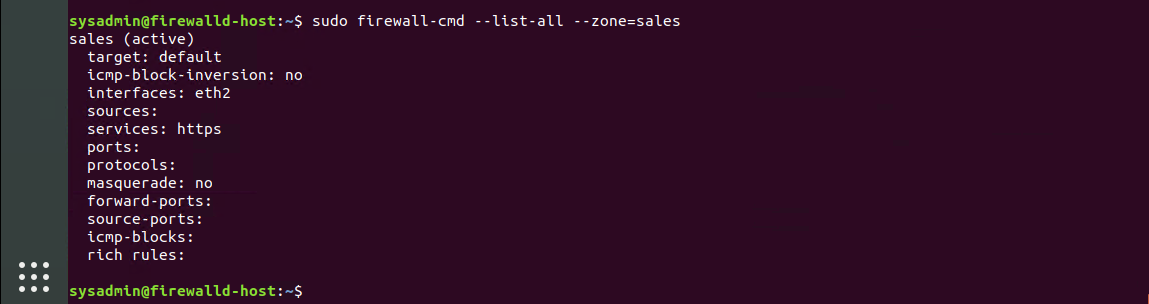 sysadmin@firewalld-host:~$ sudo firewall-cmd --list-all --zone=sales
sales (active)
  target: default
  icmp-block-inversion: no
  interfaces: eth2
  sources:
  services: https
  ports:
  protocols:
  masquerade: no
  forward-ports:
  source-ports:
  icmp-blocks:
  rich rules:
sysadmin@firewalld-host:~$